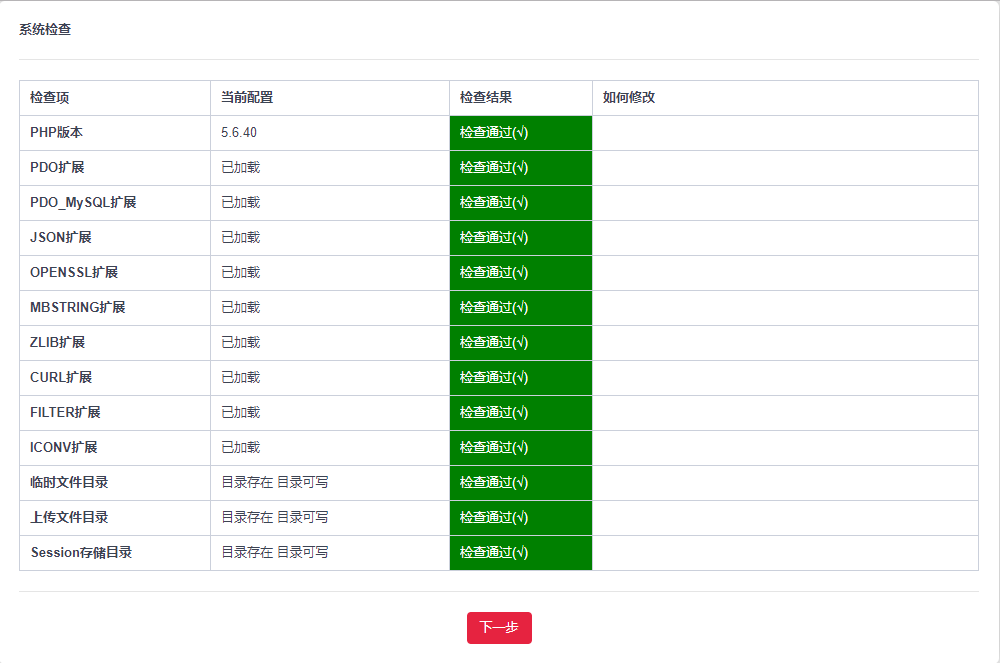 系统检查
检查项 当前配置 检查结果 如何修改
PHP版本 5.6.40 检查通过(√)
PDO扩展 已加载 检查通过(√)
PDO_MySQL扩展 已加载 检查通过(√)
JSON扩展 已加载 检查通过(√)
OPENSSL扩展 已加载 检查通过(√)
MBSTRING扩展 已加载 检查通过(√)
ZLIB扩展 已加载 检查通过(√)
CURL扩展 已加载 检查通过(√)
FILTER扩展 已加载 检查通过(√)
ICONV扩展 已加载 检查通过(√)
临时文件目录 目录存在 目录可写 检查通过(√)
上传文件目录 目录存在 目录可写 检查通过(√)
Session存储目录 目录存在 目录可写 检查通过(√)
下一步